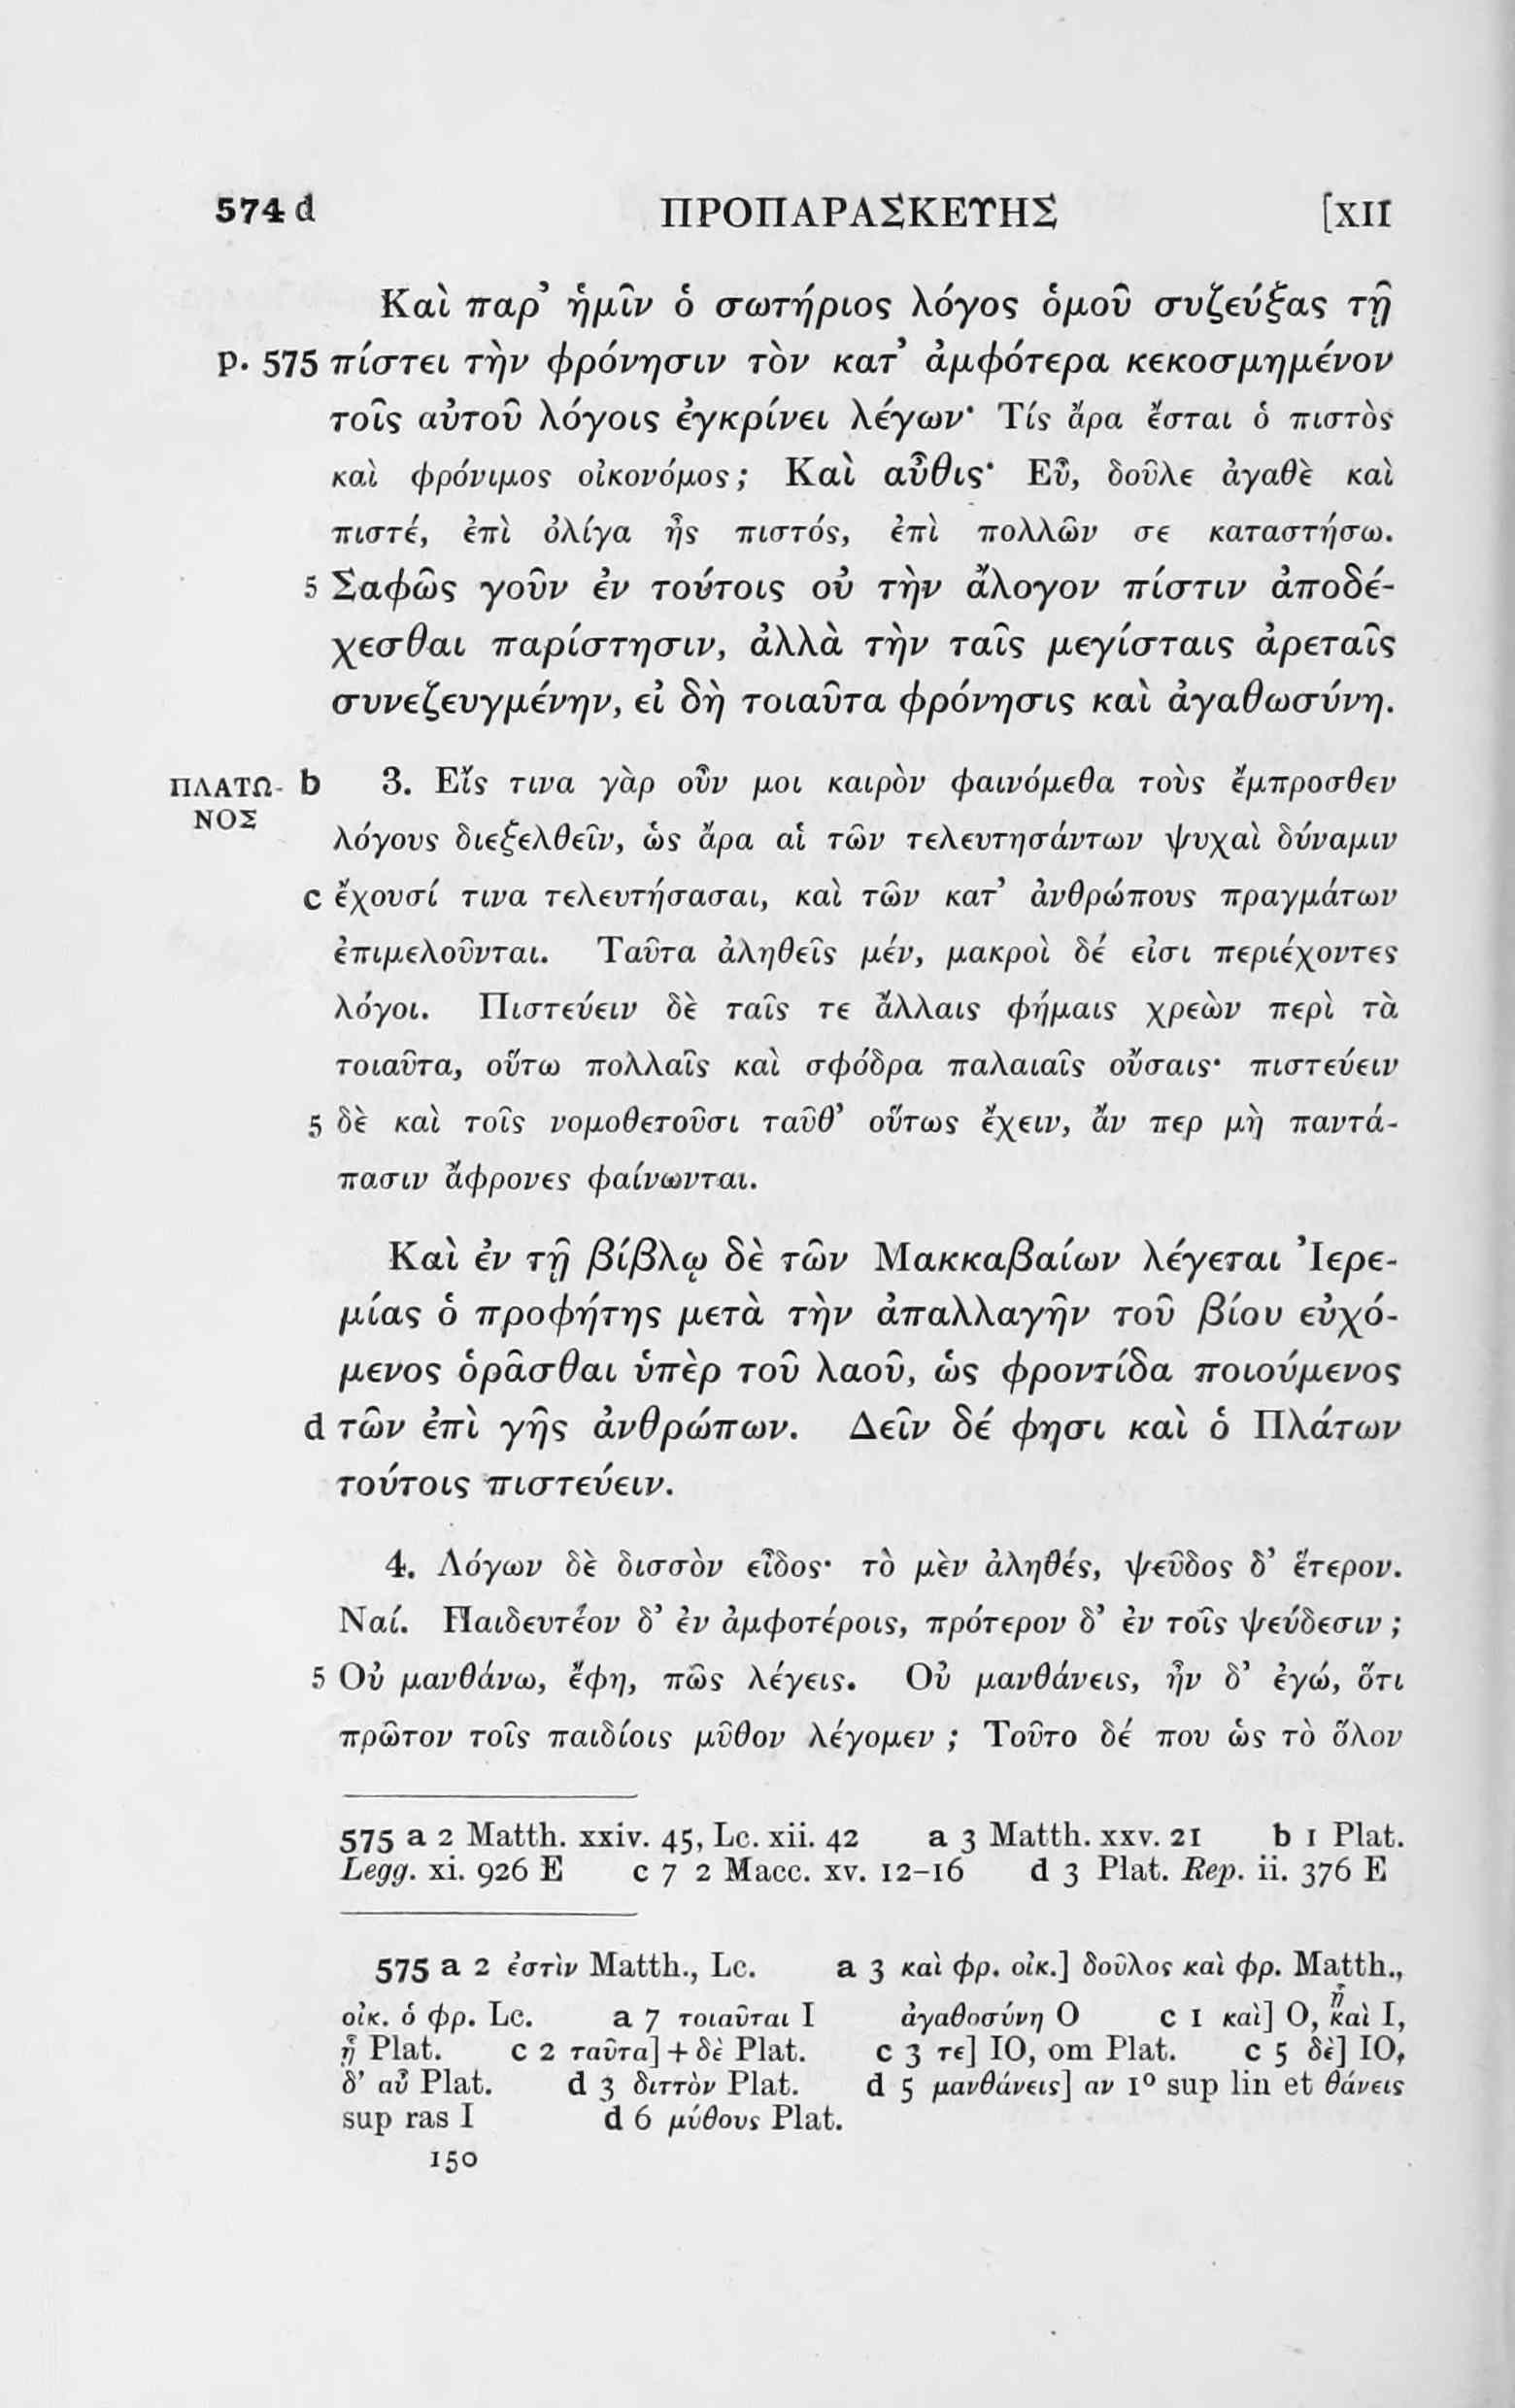 574 d ΠΡΟΠΑΡΑΣΚΕΥΗΣ [XII
Καὶ παρ’ ἡμῖν ὁ σωτήριος λόγος ὁμοῦ συζεύξας τῇ
p. 575 πίστει τὴν φρόνησιν τὸν κατ’ ἀμφότερα κεκοσμημένον
τοῖς αὐτοῦ λόγοις ἐγκρίνει λέγων· Τίς ἄρα ἔσται ὁ πιστὸς
καὶ φρόνιμος οἰκονόμος; Καὶ αὖθις· Εὖ, δοῦλε ἀγαθὲ καὶ
πιστέ, ἐπὶ ὀλίγα ἦς πιστός, ἐπὶ πολλῶν σε καταστήσω.
5 Σαφῶς γοῦν ἐν τούτοις οὐ τὴν ἄλογον πίστιν ἀποδέ-
χεσθαι παρίστησιν, ἀλλὰ τὴν ταῖς μεγίσταις ἀρεταῖς
συνεζευγμένην, εἰ δὴ τοιαῦτα φρόνησις καὶ ἀγαθωσύνη.
ΠΛΑΤΩ- b 3. Εἴς τινα γὰρ οὖν μοι καιρὸν φαινόμεθα τοὺς ἔμπροσθεν
ΝΟΣ
λόγους διεξελθεῖν, ὡς ἄρα αἱ τῶν τελευτησάντων ψυχαὶ δύναμιν
c ἔχουσί τινα τελευτήσασαι, καὶ τῶν κατ’ ἀνθρώπους πραγμάτων
ἐπιμελοῦνται. Ταῦτα ἀληθεῖς μέν, μακροὶ δέ εἰσι περιέχοντες
λόγοι. Πιστεύειν δὲ ταῖς τε ἄλλαις φήμαις χρεὼν περὶ τὰ
τοιαῦτα, οὕτω πολλαῖς καὶ σφόδρα παλαιαῖς οὔσαις· πιστεύειν
5 δὲ καὶ τοῖς νομοθετοῦσι ταῦθ’ οὕτως ἔχειν, ἄν περ μὴ παντά-
πασιν ἄφρονες φαίνωνται.
Καὶ ἐν τῇ βίβλῳ δὲ τῶν Μακκαβαίων λέγεται Ἱερε-
μίας ὁ προφήτης μετὰ τὴν ἀπαλλαγὴν τοῦ βίου εὐχό-
μενος ὁρᾶσθαι ὑπὲρ τοῦ λαοῦ, ὡς φροντίδα ποιούμενος
d τῶν ἐπὶ γῆς ἀνθρώπων. Δεῖν δέ φησι καὶ ὁ Πλάτων
τούτοις πιστεύειν.
4. Λόγων δὲ δισσὸν εἶδος· τὸ μὲν ἀληθές, ψεῦδος δ’ ἕτερον.
Ναί. Παιδευτέον δ’ ἐν ἀμφοτέροις, πρότερον δ’ ἐν τοῖς ψεύδεσιν;
5 Οὐ μανθάνω, ἔφη, πῶς λέγεις. Οὐ μανθάνεις, ἦν δ’ ἐγώ, ὅτι
πρῶτον τοῖς παιδίοις μῦθον λέγομεν; Τοῦτο δέ που ὡς τὸ ὅλον
575 a 2 Matth. xxiv. 45, Lc. xii. 42 a 3 Matth. xxv. 21 b 1 Plat.
Legg. xi. 926 E c 7 2 Macc. xv. 12-16 d 3 Plat. Rep. ii. 376 E
575 a 2 ἐστὶν Matth., Lc. a 3 καὶ φρ. οἰκ.] δοῦλος καὶ φρ. Matth.,
οἰκ. ὁ φρ. Lc. a 7 τοιαῦται I ἀγαθοσύνη O c 1 καὶ] O, ᾗ καὶ I,
ᾗ Plat. c 2 ταῦτα] + δὲ Plat. c 3 τε] IO, om Plat. c 5 δὲ] IO,
δ’ αὖ Plat. d 3 διττὸν Plat. d 5 μανθάνεις] αν 1º sup lin et θάνεις
sup ras I d 6 μύθους Plat.
150